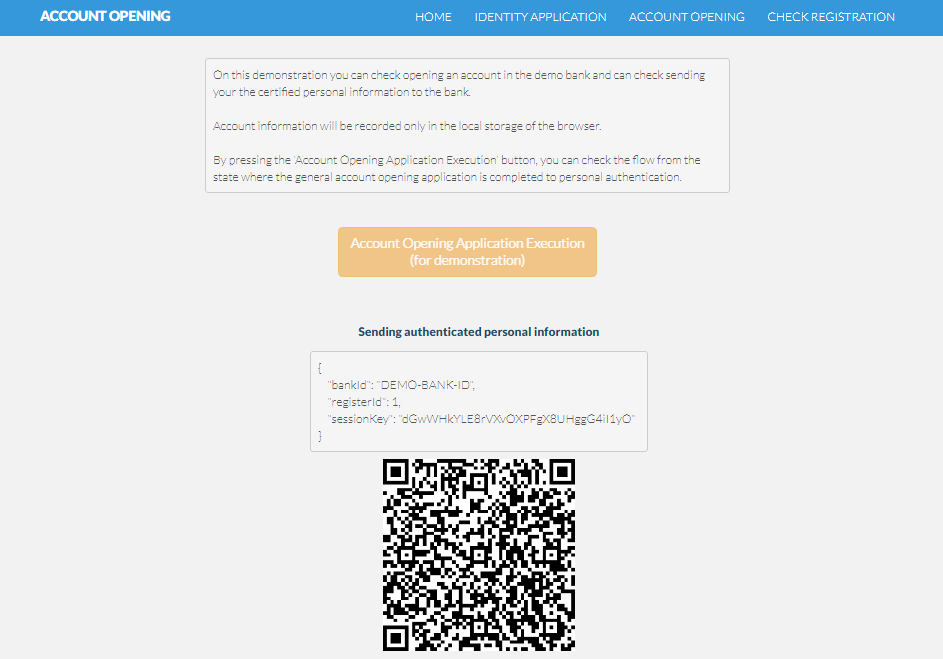 ACCOUNT OPENING
HOME IDENTITY APPLICATION ACCOUNT OPENING CHECK REGISTRATION
On this demonstration you can check opening an account in the demo bank and can check sending
your the certified personal information to the bank.
Account information will be recorded only in the local storage of the browser.
By pressing the 'Account Opening Application Execution' button, you can check the flow from the
state where the general account opening application is completed to personal authentication.
Account Opening Application Execution
(for demonstration)
Sending authenticated personal information
{
"bankId": "DEMO-BANK-ID",
"registerId": 1,
"sessionKey": "dGwWHkYLE8rVXvOXPFgX8UHggG4iI1yO"
}